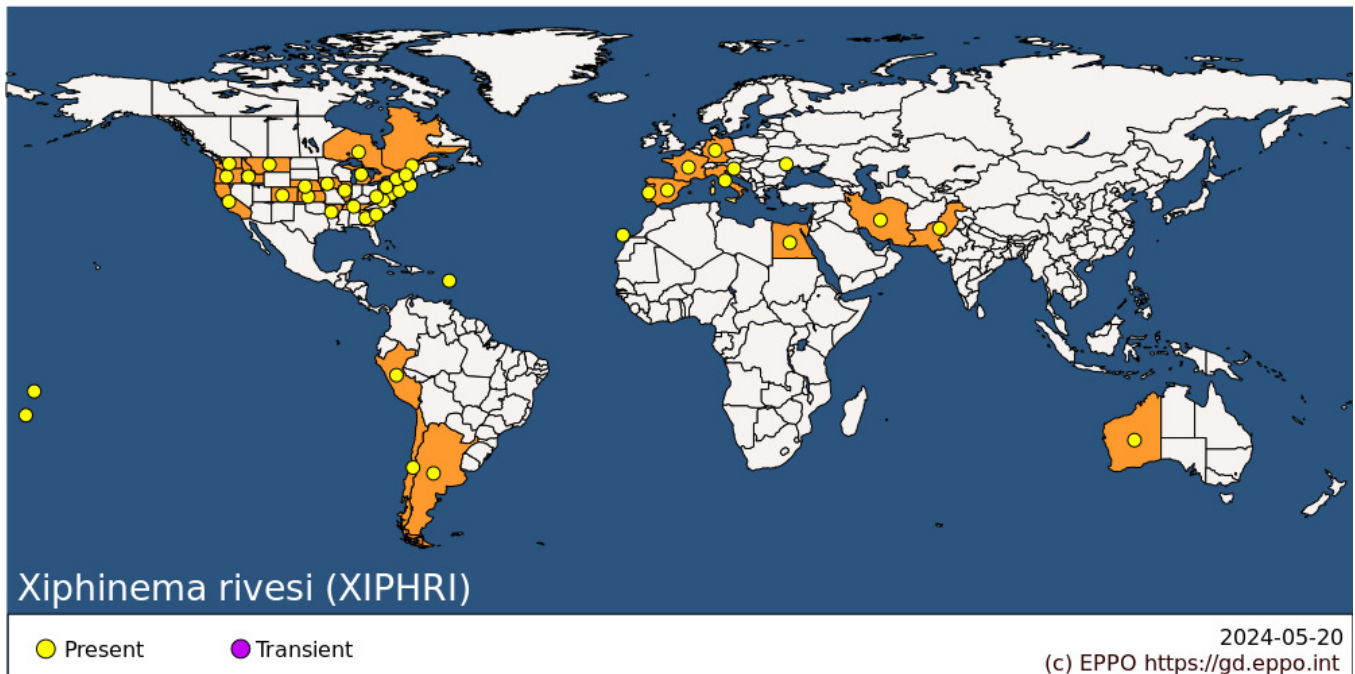 Xiphinema rivesi (XIPHRI)
Present
Transient
2024-05-20
(c) EPPO https://gd.eppo.int